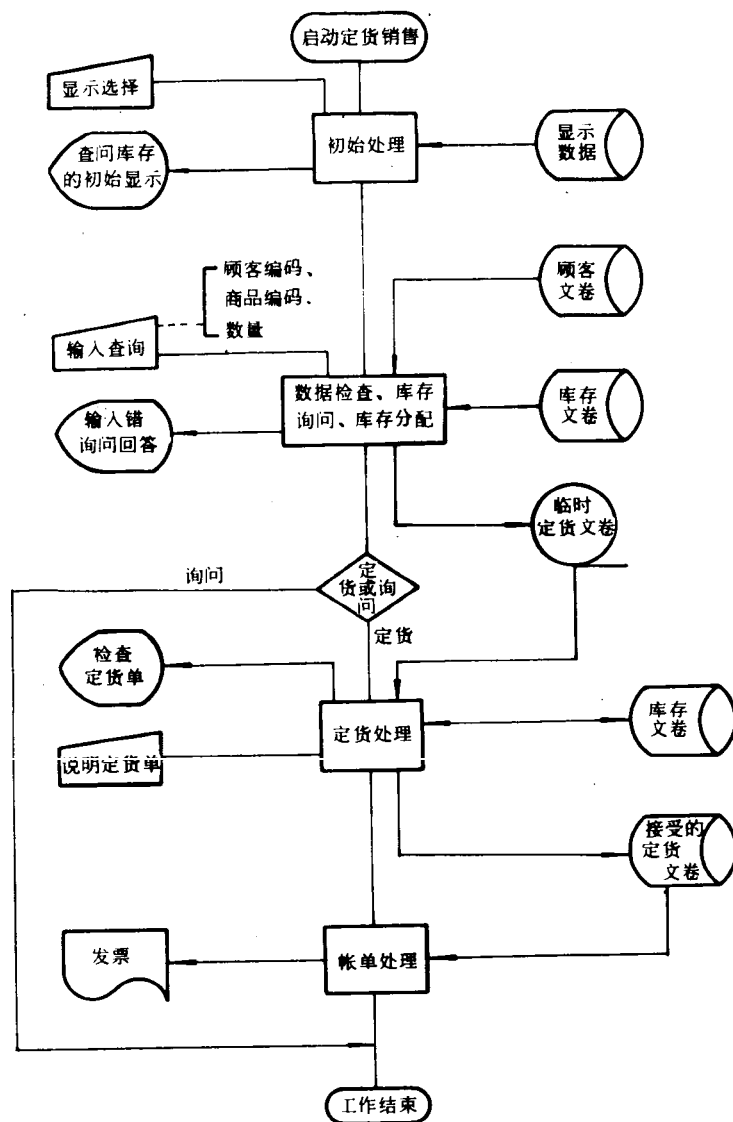 启动定货销售
显示选择
初始处理
显示
数据
查问库存
的初始显示
顾客编码、
商品编码.
数量
顾客
文卷
输入查询
数据检查、库存
询问、库存分配
库存
文卷
输入错
询问回答
临时
定货文卷
询问
定
货或询
问
定货
检查
定货单
定货处理
库存
文卷
说明定货单
接受的
定货
文卷
发票
帐单处理
工作结束